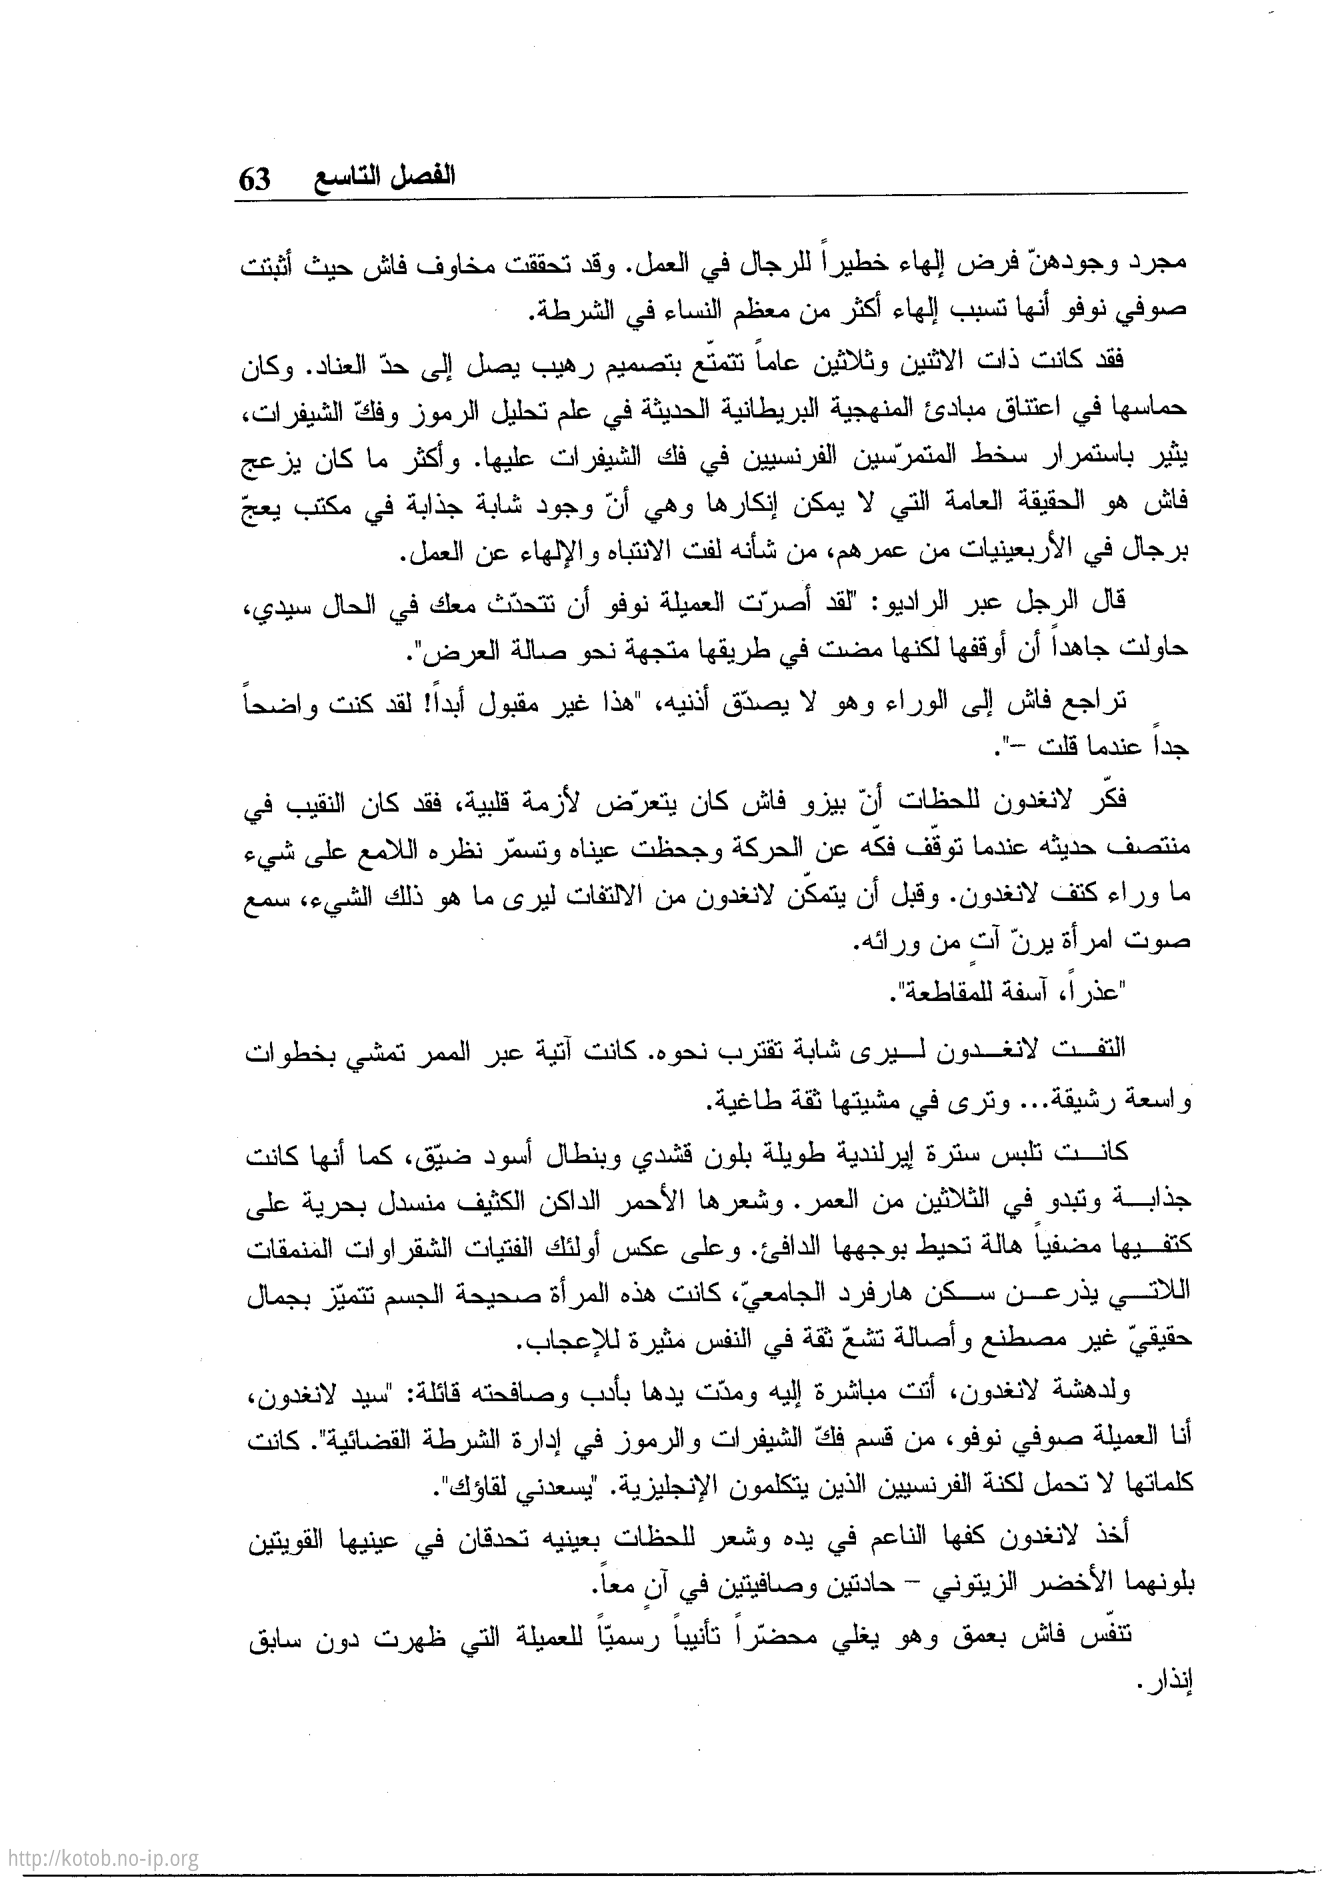 الفصل التاسع 63
مجرد وجودهنّ فرض إلهاء خطيراً للرجال في العمل. وقد تحققت مخاوف فاش حيث أثبتت
صوفي نوفو أنها تسبب إلهاء أكثر من معظم النساء في الشرطة.
فقد كانت ذات الاثنين وثلاثين عاماً تتمتّع بتصميم رهيب يصل إلى حدّ العناد. وكان
حماسها في اعتناق مبادئ المنهجية البريطانية الحديثة في علم تحليل الرموز وفكّ الشيفرات،
يثير باستمرار سخط المتمرّسين الفرنسيين في فك الشيفرات عليها. وأكثر ما كان يزعج
فاش هو الحقيقة العامة التي لا يمكن إنكارها وهي أنّ وجود شابة جذابة في مكتب يعجّ
برجال في الأربعينيات من عمرهم، من شأنه لفت الانتباه والإلهاء عن العمل.
قال الرجل عبر الراديو: "لقد أصرّت العميلة نوفو أن تتحدّث معك في الحال سيدي،
حاولت جاهداً أن أوقفها لكنها مضت في طريقها متجهة نحو صالة العرض".
تراجع فاش إلى الوراء وهو لا يصدّق أذنيه، "هذا غير مقبول أبداً! لقد كنت واضحاً
جداً عندما قلت –".
فكّر لانغدون للحظات أنّ بيزو فاش كان يتعرّض لأزمة قلبية، فقد كان النقيب في
منتصف حديثه عندما توقّف فكّه عن الحركة وجحظت عيناه وتسمّر نظره اللامع على شيء
ما وراء كتف لانغدون. وقبل أن يتمكّن لانغدون من الالتفات ليرى ما هو ذلك الشيء، سمع
صوت امرأة يرنّ آتٍ من ورائه.
"عذراً، آسفة للمقاطعة".
التفت لانغدون ليرى شابة تقترب نحوه. كانت آتية عبر الممر تمشي بخطوات
واسعة رشيقة... وترى في مشيتها ثقة طاغية.
كانت تلبس سترة إيرلندية طويلة بلون قشدي وبنطال أسود ضيّق، كما أنها كانت
جذابة وتبدو في الثلاثين من العمر. وشعرها الأحمر الداكن الكثيف منسدل بحرية على
كتفيها مضفياً هالة تحيط بوجهها الدافئ. وعلى عكس أولئك الفتيات الشقراوات المنمقات
اللاتي يذرعن سكن هارفرد الجامعيّ، كانت هذه المرأة صحيحة الجسم تتميّز بجمال
حقيقيّ غير مصطنع وأصالة تشعّ ثقة في النفس مثيرة للإعجاب.
ولدهشة لانغدون، أتت مباشرة إليه ومدّت يدها بأدب وصافحته قائلة: "سيد لانغدون،
أنا العميلة صوفي نوفو، من قسم فكّ الشيفرات والرموز في إدارة الشرطة القضائية". كانت
كلماتها لا تحمل لكنة الفرنسيين الذين يتكلمون الإنجليزية. "يسعدني لقاؤك".
أخذ لانغدون كفها الناعم في يده وشعر للحظات بعينيه تحدقان في عينيها القويتين
بلونهما الأخضر الزيتوني – حادتين وصافيتين في آنٍ معاً.
تنفّس فاش بعمق وهو يغلي محضّراً تأنيباً رسميّاً للعميلة التي ظهرت دون سابق
إنذار.
http://kotob.no-ip.org